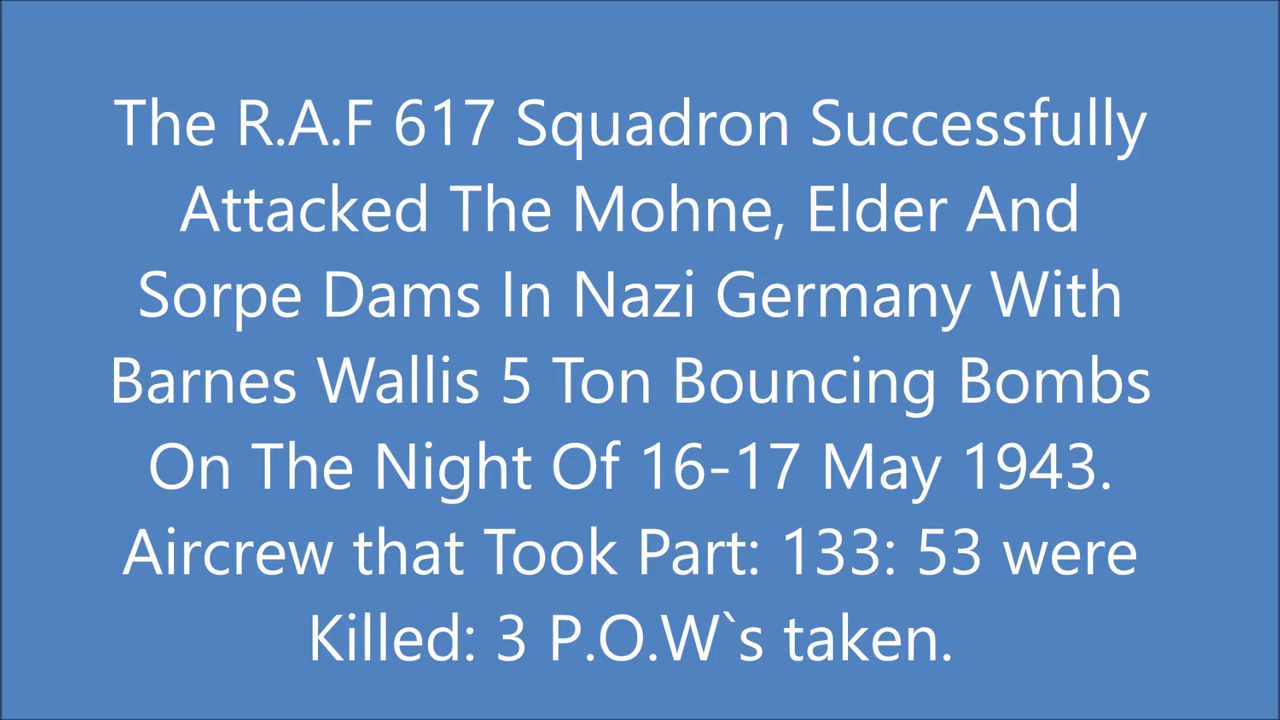 The R.A.F 617 Squadron Successfully
Attacked The Mohne, Elder And
Sorpe Dams In Nazi Germany With
Barnes Wallis 5 Ton Bouncing Bombs
On The Night Of 16-17 May 1943.
Aircrew that Took Part: 133: 53 were
Killed: 3 P.O.W`s taken.